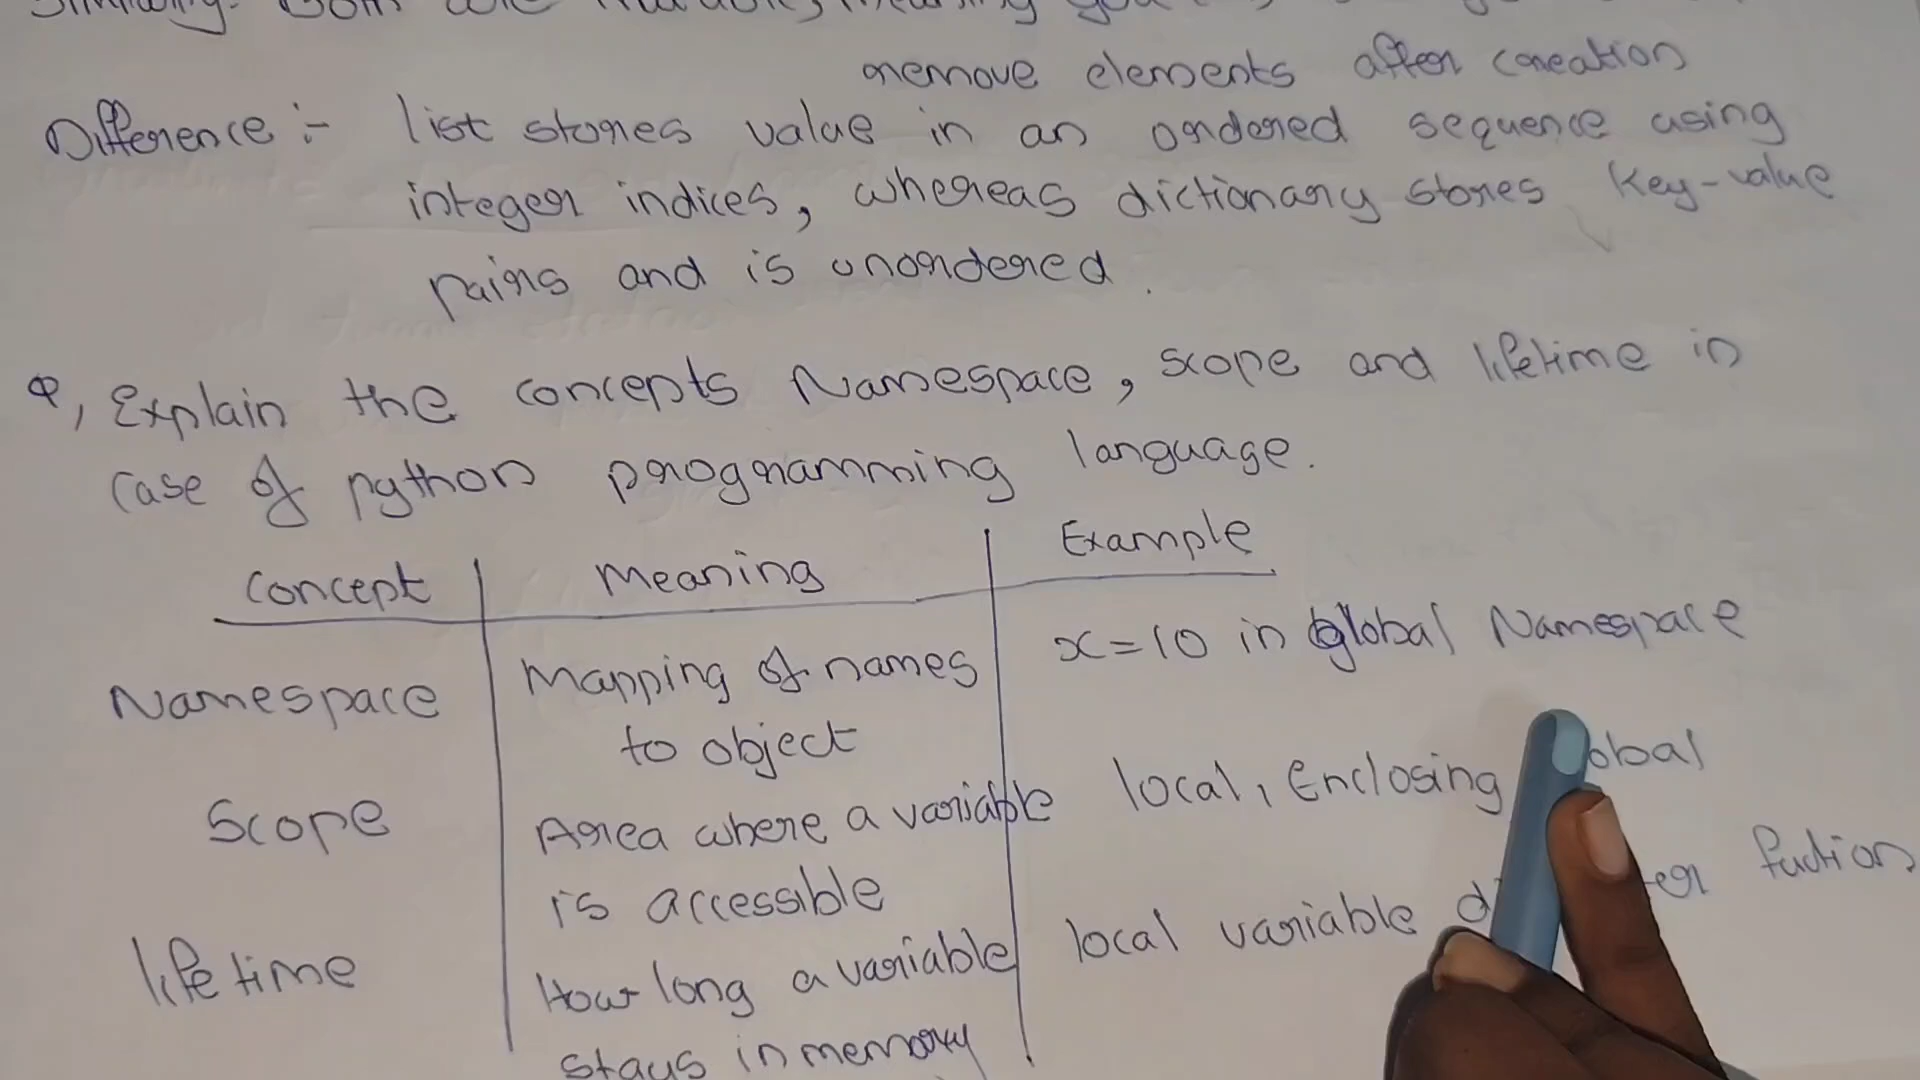 remove elements after creation
Difference :- list stores value in an ordered sequence using
integer indices, whereas dictionary stores key-value
pairs and is unordered.
Q, Explain the concepts Namespace, scope and lifetime in
case of python programming language.
Concept Meaning Example
Namespace Mapping of names x=10 in global Namespace
to object
Scope Area where a variable local, Enclosing
is accessible
lifetime How long a variable local variable fuction
stays in memory